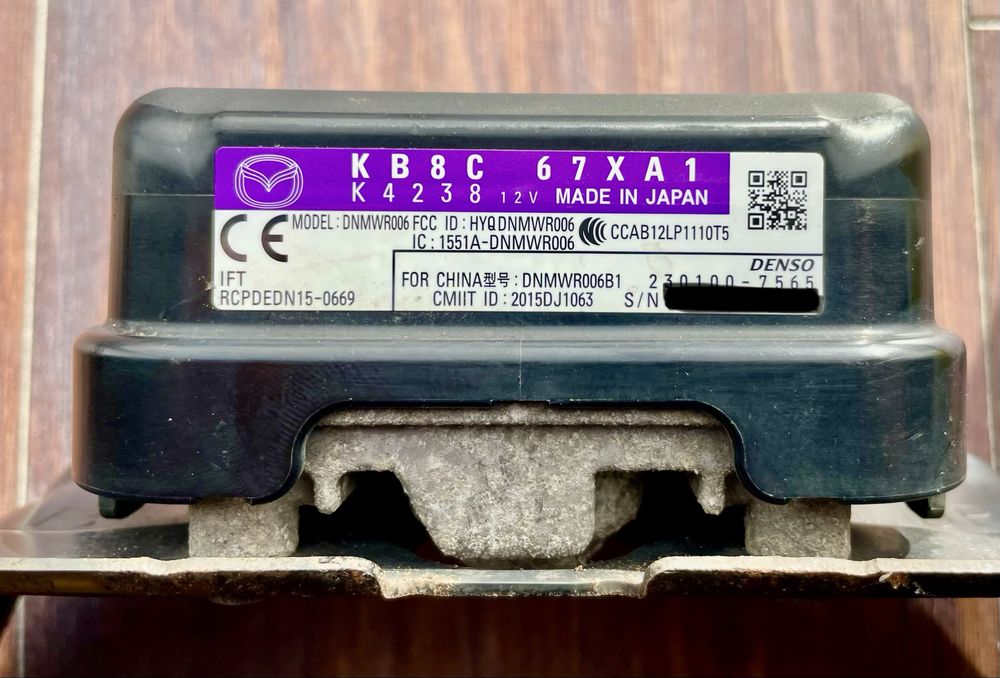 KB8C 67XA1
K4238 12V MADE IN JAPAN
CE MODEL : DNMWR006 FCC ID : HYQDNMWR006
IC : 1551A-DNMWR006
CCAB12LP1110T5
IFT
RCPDEDN15-0669
FOR CHINA型号 : DNMWR006B1
CMIIT ID : 2015DJ1063
DENSO
230100-7565
S/N